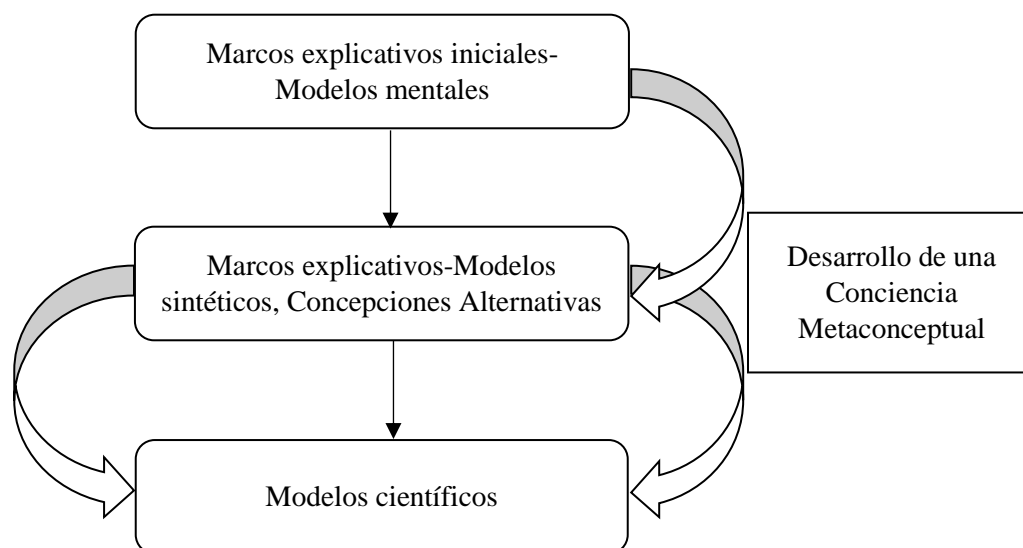 Marcos explicativos iniciales-
Modelos mentales
Marcos explicativos-Modelos
sintéticos, Concepciones Alternativas
Desarrollo de una
Conciencia
Metaconceptual
Modelos científicos